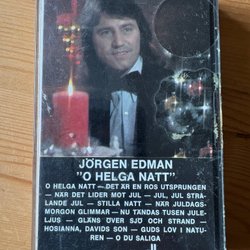 JÖRGEN EDMAN
"O HELGA NATT"
O HELGA NATT — DET ÄR EN ROS UTSPRUNGEN
— NÄR DET LIDER MOT JUL — JUL, JUL STRA-
LANDE JUL — STILLA NATT — NÄR JULDAGS-
MORGON GLIMMAR — NU TÄNDAS TUSEN JULE-
LJUS — GLÄNS ÖVER SJÖ OCH STRAND —
HOSIANNA, DAVIDS SON — GUDS LOV I NATU-
REN — O DU SALIGA